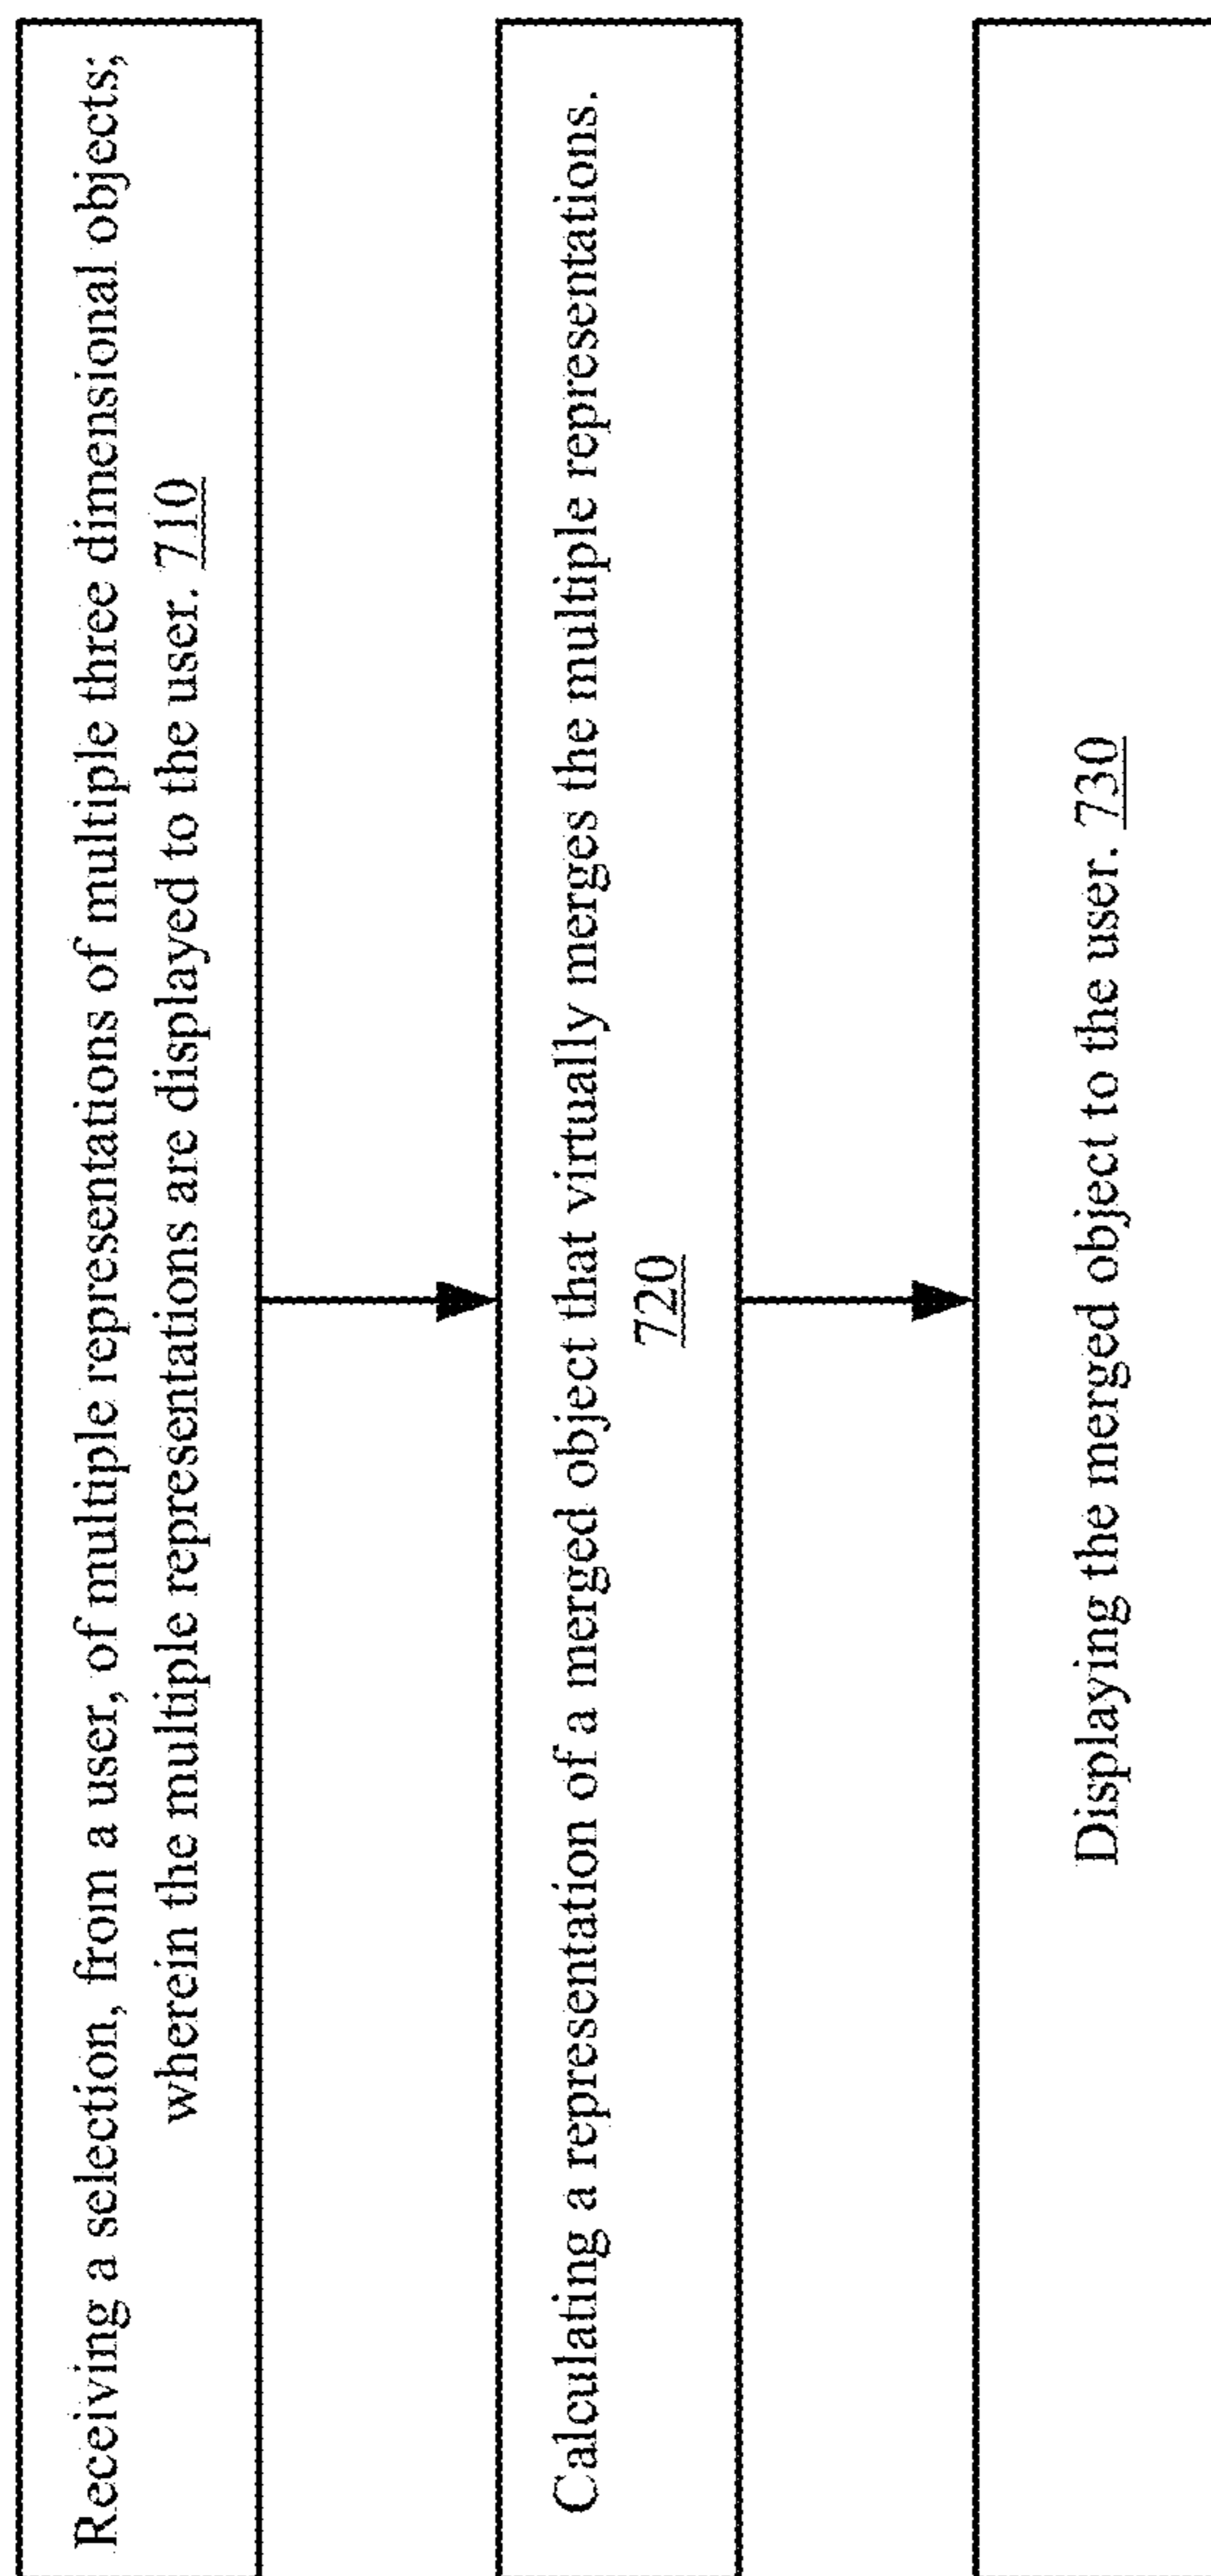 Receiving a selection, from a user, of multiple representations of multiple three dimensional objects;
wherein the multiple representations are displayed to the user. 710
Calculating a representation of a merged object that virtually merges the multiple representations.
720
Displaying the merged object to the user. 730